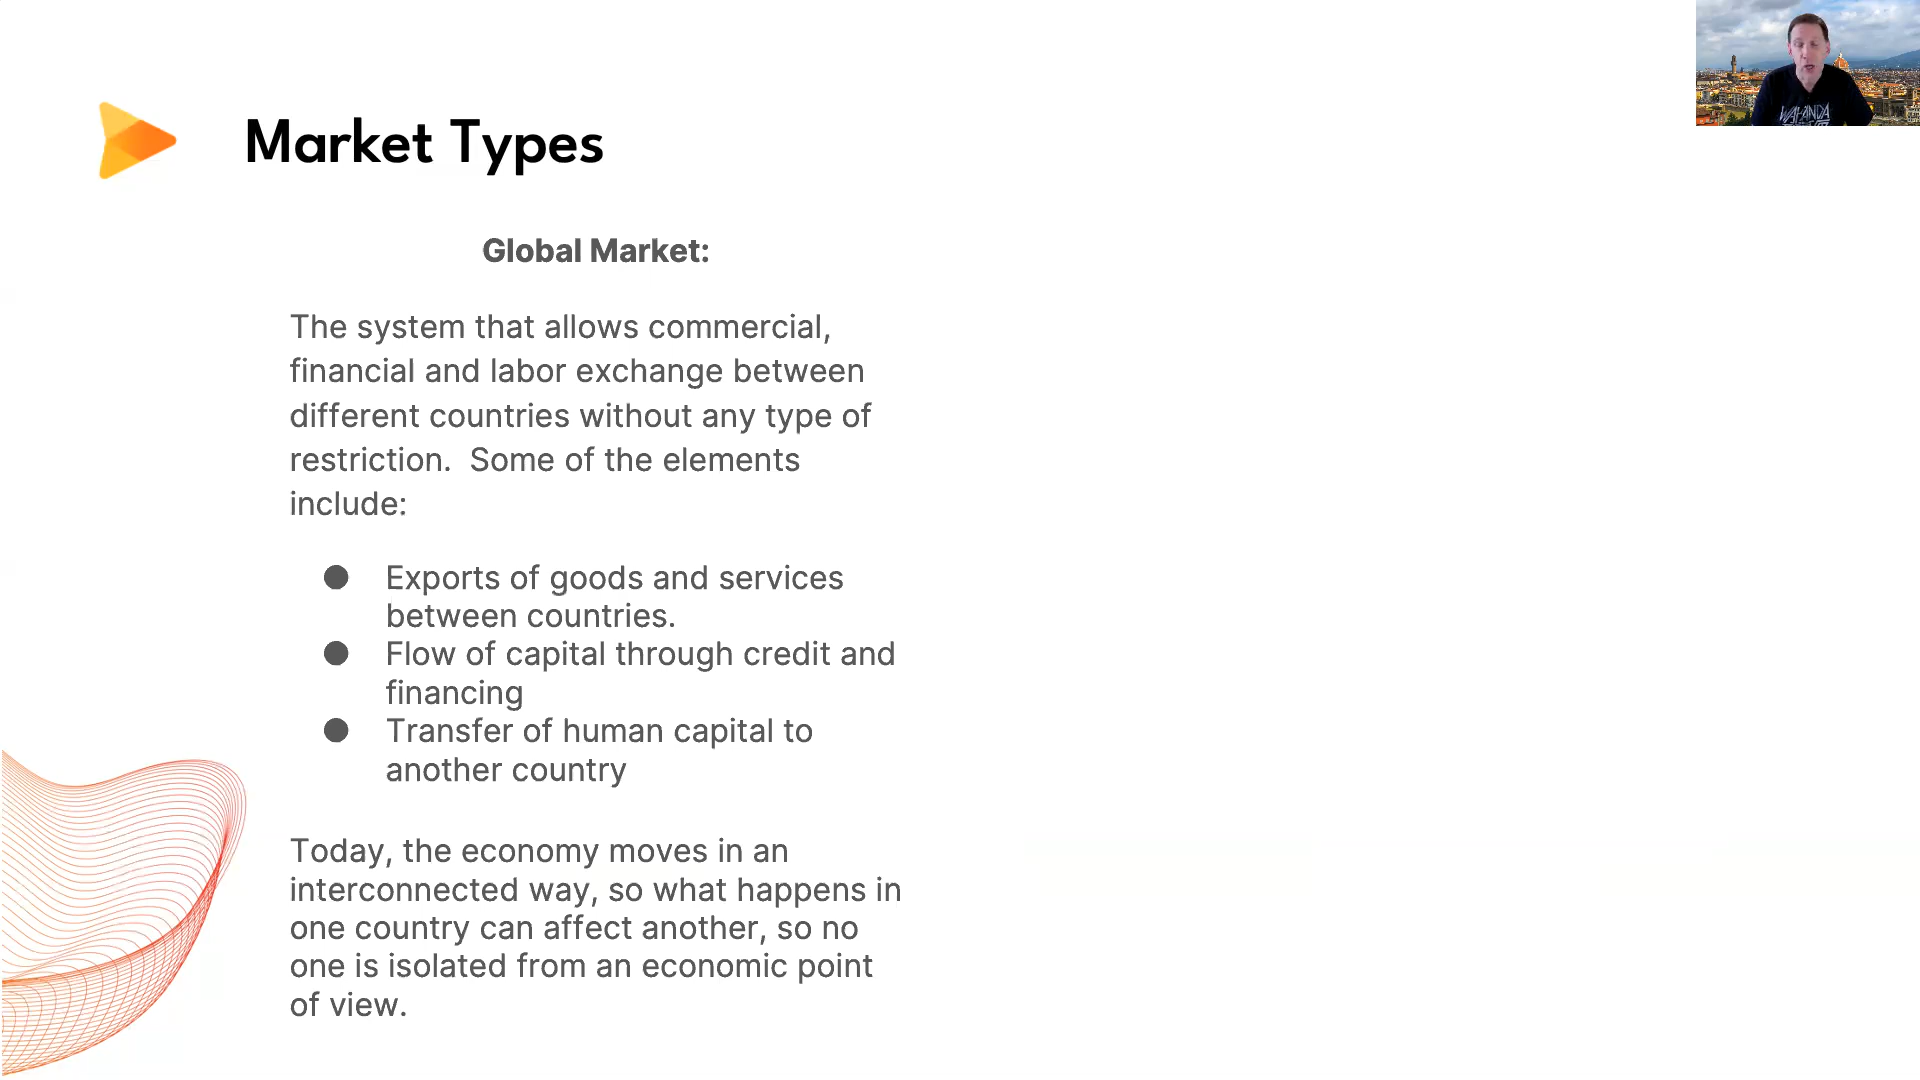 Market Types
Global Market:
The system that allows commercial,
financial and labor exchange between
different countries without any type of
restriction.  Some of the elements
include:
● Exports of goods and services
between countries.
● Flow of capital through credit and
financing
● Transfer of human capital to
another country
Today, the economy moves in an
interconnected way, so what happens in
one country can affect another, so no
one is isolated from an economic point
of view.
WAKANDA